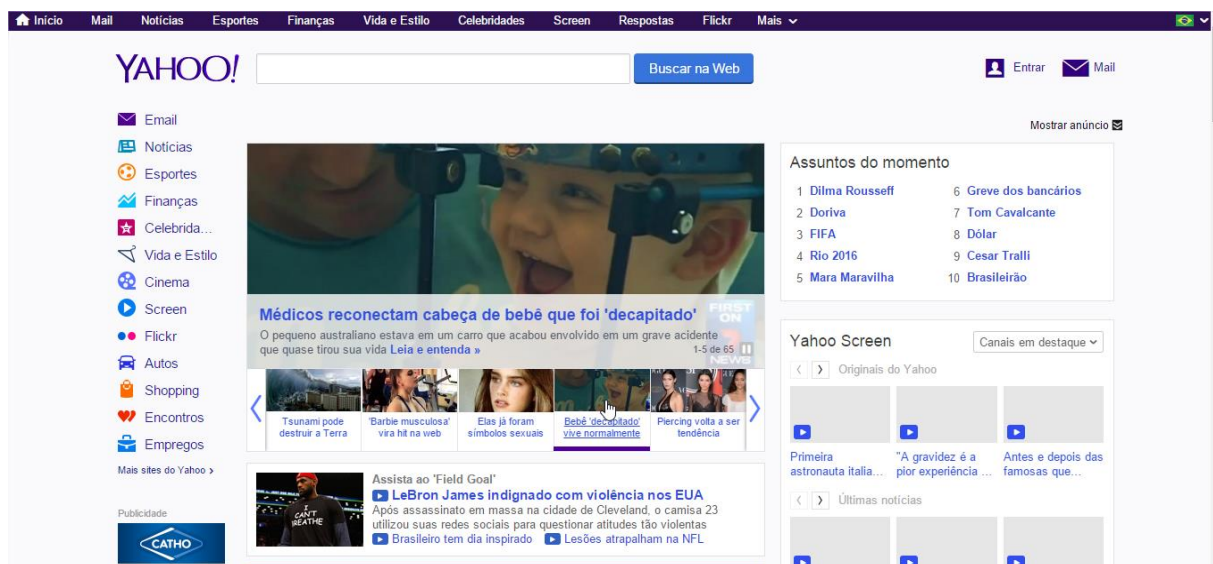 Início Mail Notícias Esportes Finanças Vida e Estilo Celebridades Screen Respostas Flickr Mais
YAHOO!
Buscar na Web
Entrar
Mail
Email
Notícias
Esportes
Finanças
Celebrida...
Vida e Estilo
Cinema
Screen
Flickr
Autos
Shopping
Encontros
Empregos
Mais sites do Yahoo ›
Publicidade
CATHO
Médicos reconectam cabeça de bebê que foi 'decapitado'
O pequeno australiano estava em um carro que acabou envolvido em um grave acidente
que quase tirou sua vida Leia e entenda »
1-5 de 65
FIRST
ON
7
NEWS
Tsunami pode
destruir a Terra
'Barbie musculosa'
vira hit na web
Elas já foram
símbolos sexuais
Bebê 'decapitado'
vive normalmente
Piercing volta a ser
tendência
I
CAN'T
BREATHE
Assista ao 'Field Goal'
LeBron James indignado com violência nos EUA
Após assassinato em massa na cidade de Cleveland, o camisa 23
utilizou suas redes sociais para questionar atitudes tão violentas
Brasileiro tem dia inspirado Lesões atrapalham na NFL
Mostrar anúncio
Assuntos do momento
1 Dilma Rousseff
2 Doriva
3 FIFA
4 Rio 2016
5 Mara Maravilha
6 Greve dos bancários
7 Tom Cavalcante
8 Dólar
9 Cesar Tralli
10 Brasileirão
Yahoo Screen
Canais em destaque
Originais do Yahoo
Primeira
astronauta italia...
"A gravidez é a
pior experiência ...
Antes e depois das
famosas que...
Últimas notícias